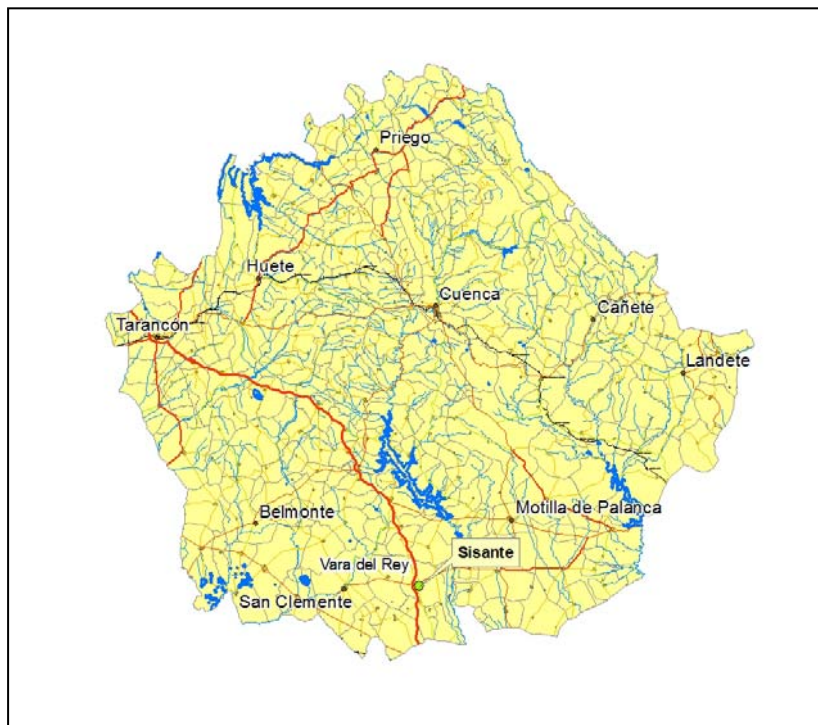 Priego
Huete
Cuenca
Cañete
Tarancón
Landete
Belmonte
Motilla de Palanca
Vara del Rey
Sisante
San Clemente